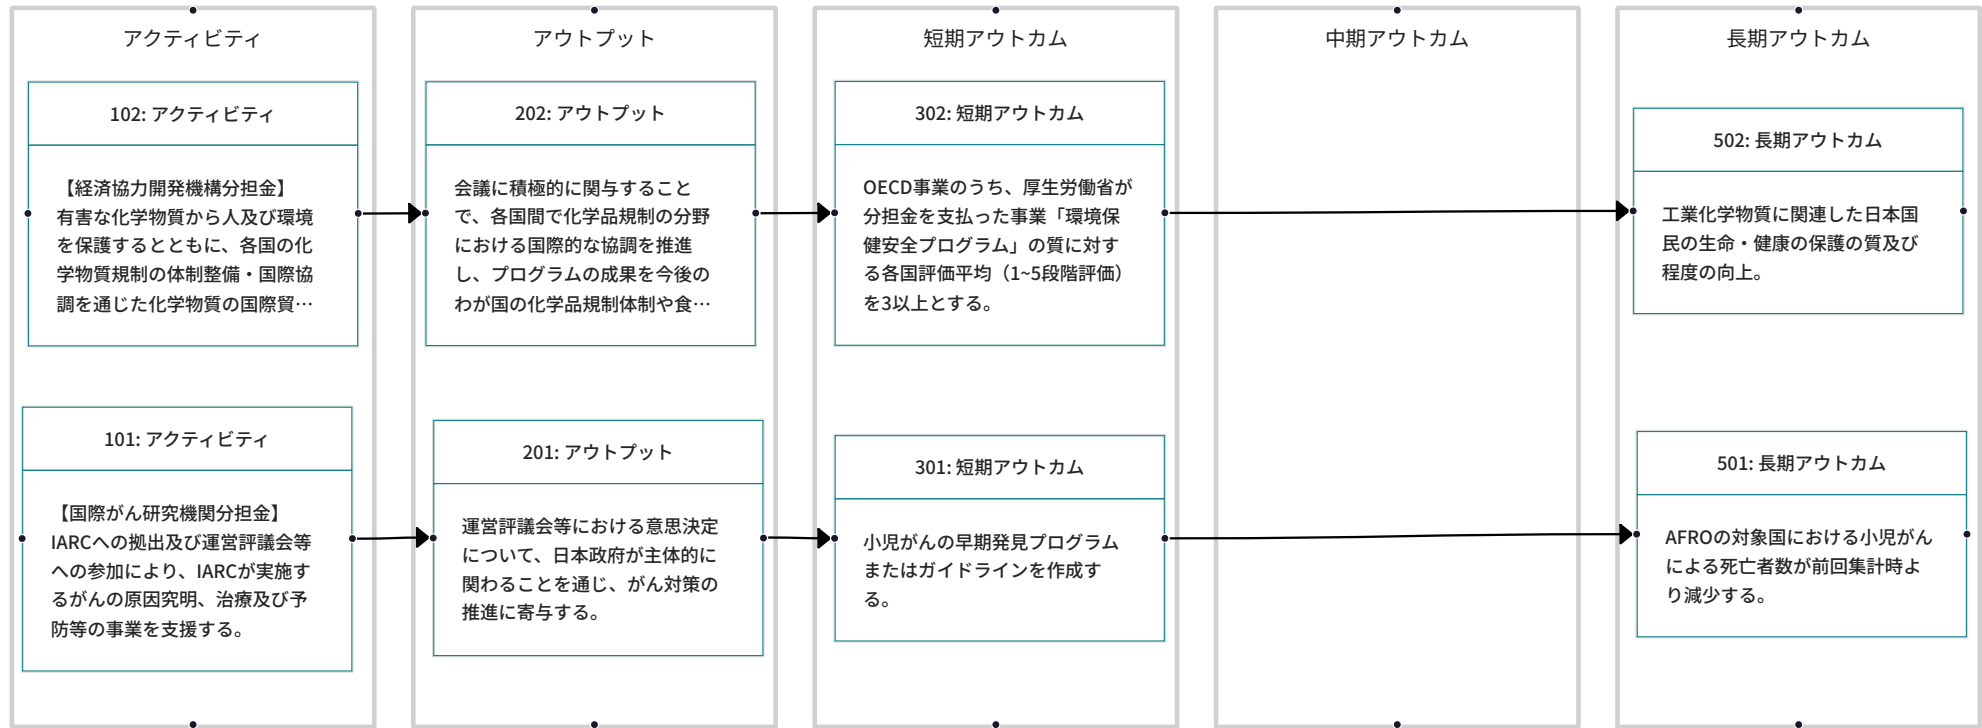 アクティビティ
アウトプット
短期アウトカム
中期アウトカム
長期アウトカム
102: アクティビティ
【経済協力開発機構分担金】
有害な化学物質から人及び環境
を保護するとともに、各国の化
学物質規制の体制整備・国際協
調を通じた化学物質の国際貿…
202: アウトプット
会議に積極的に関与すること
で、各国間で化学品規制の分野
における国際的な協調を推進
し、プログラムの成果を今後の
わが国の化学品規制体制や食…
302: 短期アウトカム
OECD事業のうち、厚生労働省が
分担金を支払った事業「環境保
健安全プログラム」の質に対す
る各国評価平均（1~5段階評価）
を3以上とする。
502: 長期アウトカム
工業化学物質に関連した日本国
民の生命・健康の保護の質及び
程度の向上。
101: アクティビティ
【国際がん研究機関分担金】
IARCへの拠出及び運営評議会等
への参加により、IARCが実施す
るがんの原因究明、治療及び予
防等の事業を支援する。
201: アウトプット
運営評議会等における意思決定
について、日本政府が主体的に
関わることを通じ、がん対策の
推進に寄与する。
301: 短期アウトカム
小児がんの早期発見プログラム
またはガイドラインを作成す
る。
501: 長期アウトカム
AFROの対象国における小児がん
による死亡者数が前回集計時よ
り減少する。